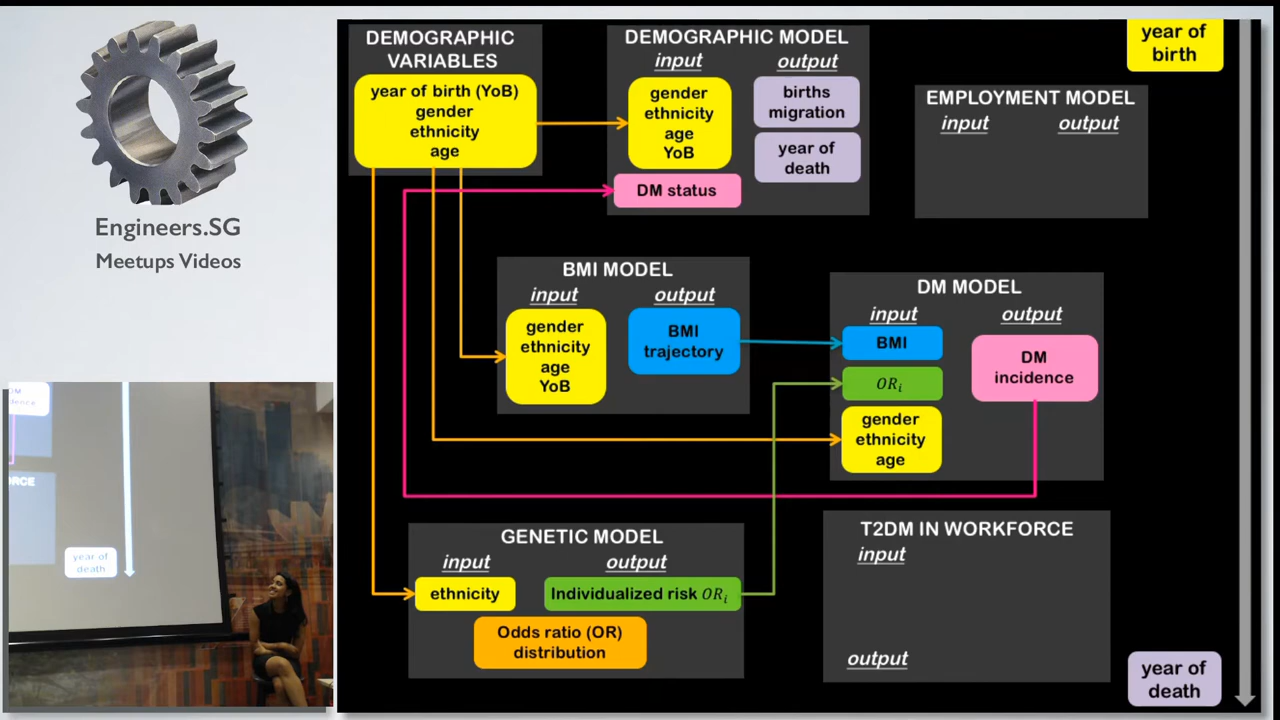 Engineers.SG
Meetups Videos
DEMOGRAPHIC
VARIABLES
year of birth (YoB)
gender
ethnicity
age
DEMOGRAPHIC MODEL
input
output
gender
ethnicity
age
YoB
DM status
births
migration
year of
death
year of
birth
EMPLOYMENT MODEL
input
output
BMI MODEL
input
output
gender
ethnicity
age
YoB
BMI
trajectory
DM MODEL
input
output
BMI
ORᵢ
gender
ethnicity
age
DM
incidence
GENETIC MODEL
input
output
ethnicity
Individualized risk ORᵢ
Odds ratio (OR)
distribution
T2DM IN WORKFORCE
input
output
year of
death
year of
death